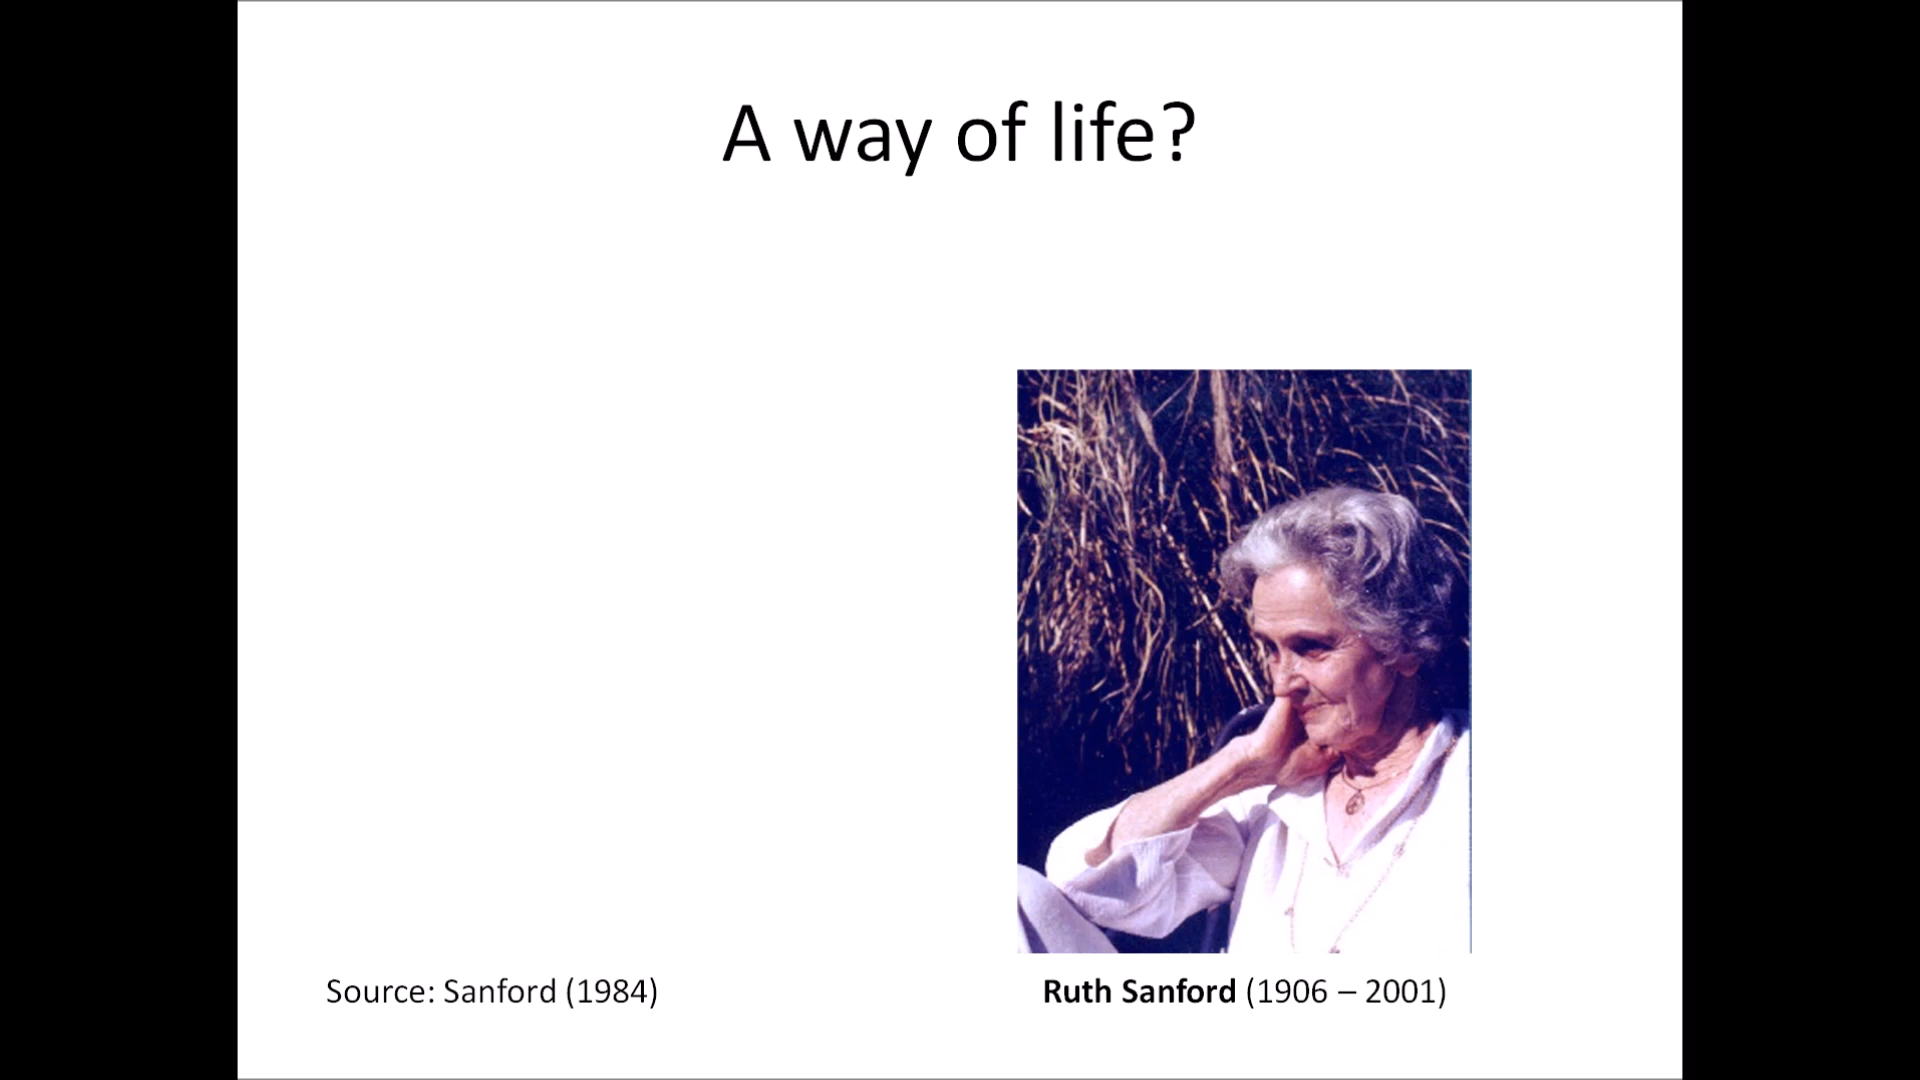 A way of life?
Source: Sanford (1984)
Ruth Sanford (1906 – 2001)